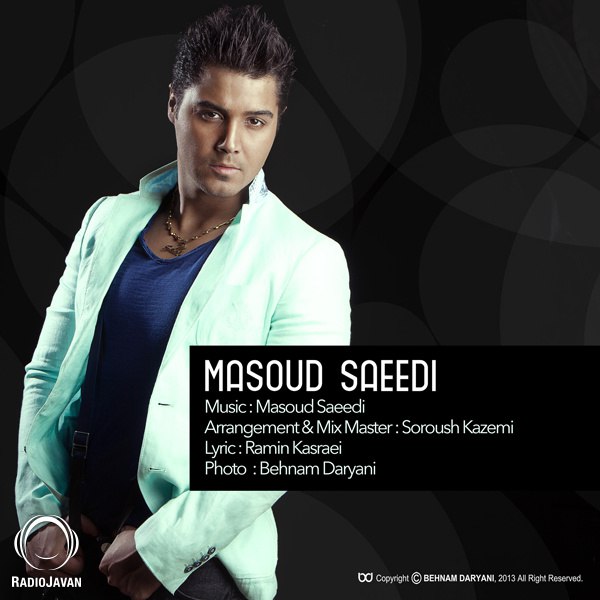 MASOUD SAEEDI
Music : Masoud Saeedi
Arrangement & Mix Master : Soroush Kazemi
Lyric : Ramin Kasraei
Photo : Behnam Daryani
RADIOJAVAN
Copyright © BEHNAM DARYANI, 2013 All Right Reserved.